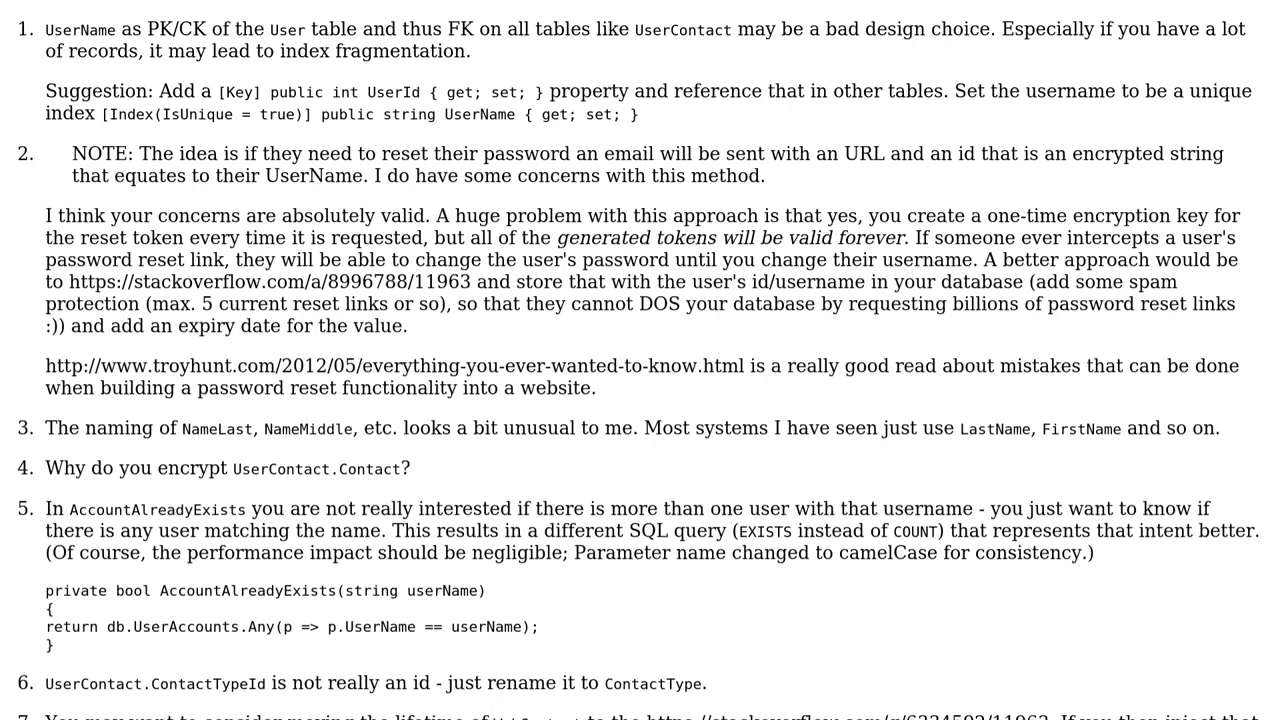 1. UserName as PK/CK of the User table and thus FK on all tables like UserContact may be a bad design choice. Especially if you have a lot
of records, it may lead to index fragmentation.
Suggestion: Add a [Key] public int UserId { get; set; } property and reference that in other tables. Set the username to be a unique
index [Index(IsUnique = true)] public string UserName { get; set; }
2. NOTE: The idea is if they need to reset their password an email will be sent with an URL and an id that is an encrypted string
that equates to their UserName. I do have some concerns with this method.
I think your concerns are absolutely valid. A huge problem with this approach is that yes, you create a one-time encryption key for
the reset token every time it is requested, but all of the generated tokens will be valid forever. If someone ever intercepts a user's
password reset link, they will be able to change the user's password until you change their username. A better approach would be
to https://stackoverflow.com/a/8996788/11963 and store that with the user's id/username in your database (add some spam
protection (max. 5 current reset links or so), so that they cannot DOS your database by requesting billions of password reset links
:)) and add an expiry date for the value.
http://www.troyhunt.com/2012/05/everything-you-ever-wanted-to-know.html is a really good read about mistakes that can be done
when building a password reset functionality into a website.
3. The naming of NameLast, NameMiddle, etc. looks a bit unusual to me. Most systems I have seen just use LastName, FirstName and so on.
4. Why do you encrypt UserContact.Contact?
5. In AccountAlreadyExists you are not really interested if there is more than one user with that username - you just want to know if
there is any user matching the name. This results in a different SQL query (EXISTS instead of COUNT) that represents that intent better.
(Of course, the performance impact should be negligible; Parameter name changed to camelCase for consistency.)
private bool AccountAlreadyExists(string userName)
{
return db.UserAccounts.Any(p => p.UserName == userName);
}
6. UserContact.ContactTypeId is not really an id - just rename it to ContactType.